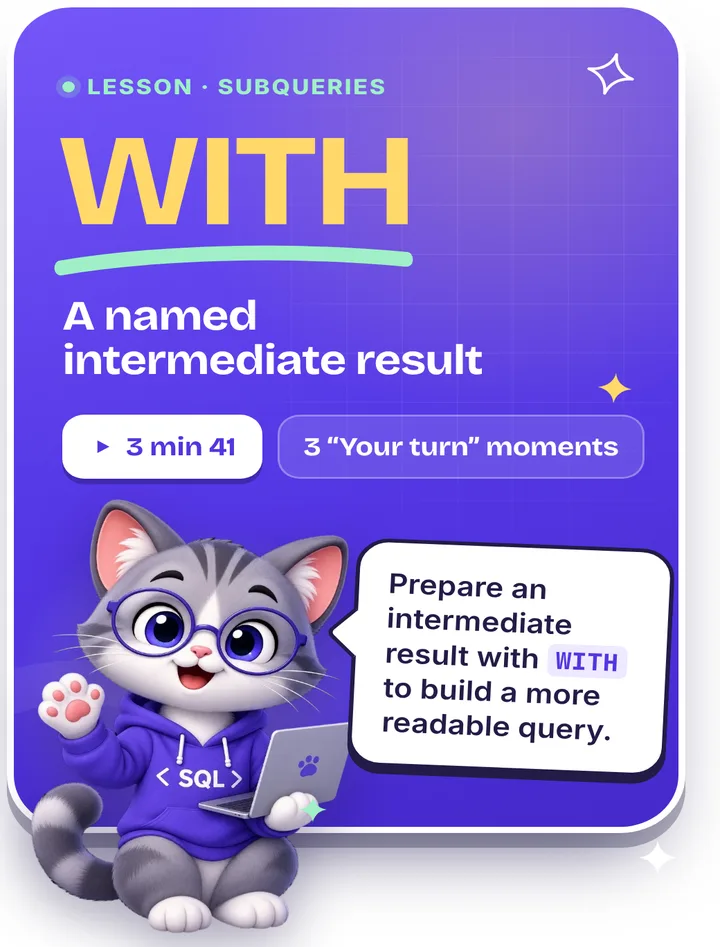 LESSON · SUBQUERIES
WITH
A named
intermediate result
3 min 41
3 “Your turn” moments
Prepare an
intermediate
result with WITH
to build a more
readable query.
< SQL >